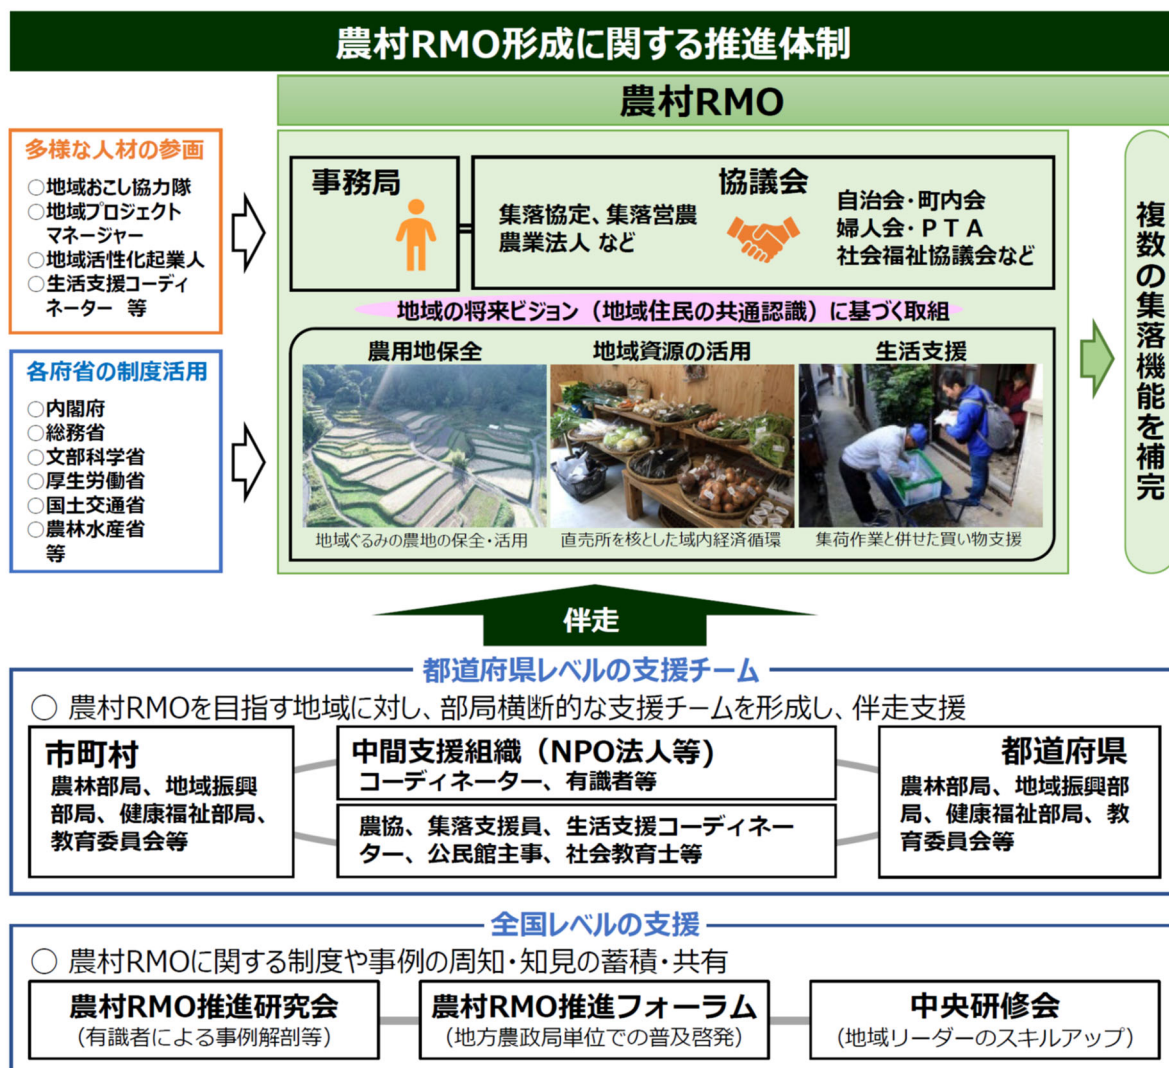 農村RMO形成に関する推進体制
農村RMO
多様な人材の参画
○地域おこし協力隊
○地域プロジェクト
マネージャー
○地域活性化起業人
○生活支援コーディ
ネーター 等
各府省の制度活用
○内閣府
○総務省
○文部科学省
○厚生労働省
○国土交通省
○農林水産省
等
事務局
協議会
集落協定、集落営農
農業法人 など
自治会・町内会
婦人会・PTA
社会福祉協議会など
地域の将来ビジョン（地域住民の共通認識）に基づく取組
農用地保全
地域資源の活用
生活支援
地域ぐるみの農地の保全・活用
直売所を核とした域内経済循環
集荷作業と併せた買い物支援
複数の集落機能を補完
伴走
都道府県レベルの支援チーム
○ 農村RMOを目指す地域に対し、部局横断的な支援チームを形成し、伴走支援
市町村
農林部局、地域振興
部局、健康福祉部局、
教育委員会等
中間支援組織（NPO法人等）
コーディネーター、有識者等
農協、集落支援員、生活支援コーディネー
ター、公民館主事、社会教育士等
都道府県
農林部局、地域振興部
局、健康福祉部局、教
育委員会等
全国レベルの支援
○ 農村RMOに関する制度や事例の周知・知見の蓄積・共有
農村RMO推進研究会
（有識者による事例解剖等）
農村RMO推進フォーラム
（地方農政局単位での普及啓発）
中央研修会
（地域リーダーのスキルアップ）